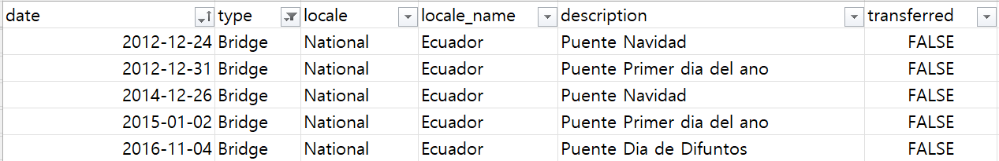 date type locale locale_name description transferred
2012-12-24 Bridge National Ecuador Puente Navidad FALSE
2012-12-31 Bridge National Ecuador Puente Primer dia del ano FALSE
2014-12-26 Bridge National Ecuador Puente Navidad FALSE
2015-01-02 Bridge National Ecuador Puente Primer dia del ano FALSE
2016-11-04 Bridge National Ecuador Puente Dia de Difuntos FALSE